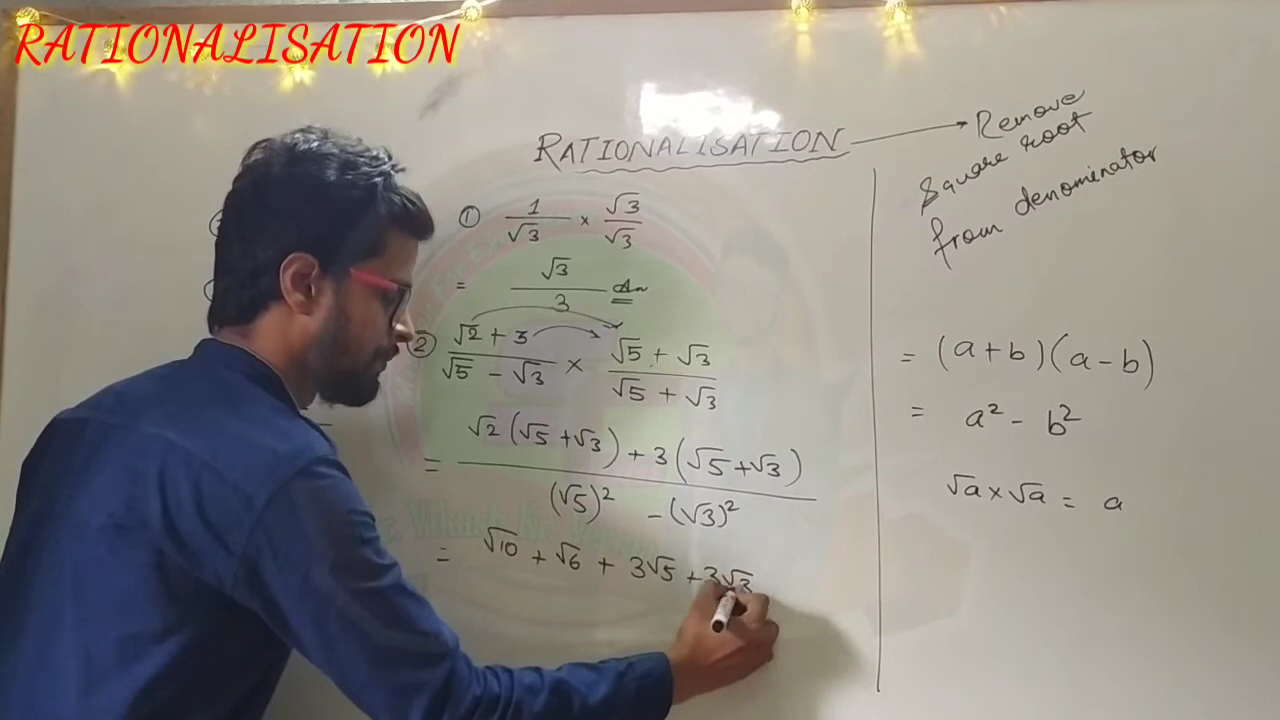 RATIONALISATION
RATIONALISATION → Remove
square root
from denominator
① 1/√3 × √3/√3
= √3/3 An
② (√2 + 3)/(√5 - √3) × (√5 + √3)/(√5 + √3)
= (√2(√5 + √3) + 3(√5 + √3))/((√5)² - (√3)²)
= √10 + √6 + 3√5 + 3√3
= (a + b)(a - b)
= a² - b²
√a × √a = a